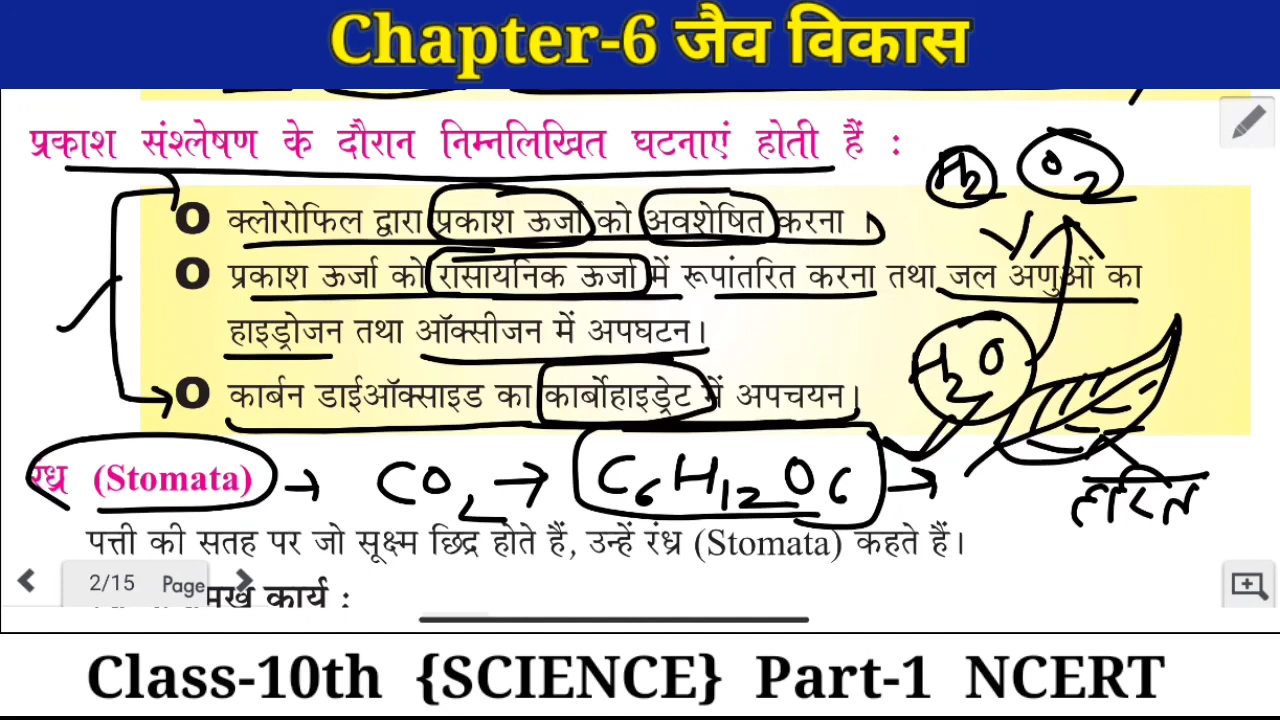 Chapter-6 जैव विकास
प्रकाश संश्लेषण के दौरान निम्नलिखित घटनाएं होती हैं :
H2 O2
क्लोरोफिल द्वारा प्रकाश ऊर्जा को अवशेषित करना ।
प्रकाश ऊर्जा को रासायनिक ऊर्जा में रूपांतरित करना तथा जल अणुओं का
हाइड्रोजन तथा ऑक्सीजन में अपघटन।
H2O
कार्बन डाईऑक्साइड का कार्बोहाइड्रेट में अपचयन।
रंध्र (Stomata) → CO2 → C6H12O6 →
हरित
पत्ती की सतह पर जो सूक्ष्म छिद्र होते हैं, उन्हें रंध्र (Stomata) कहते हैं।
2/15 Page
कार्य :
Class-10th {SCIENCE} Part-1 NCERT